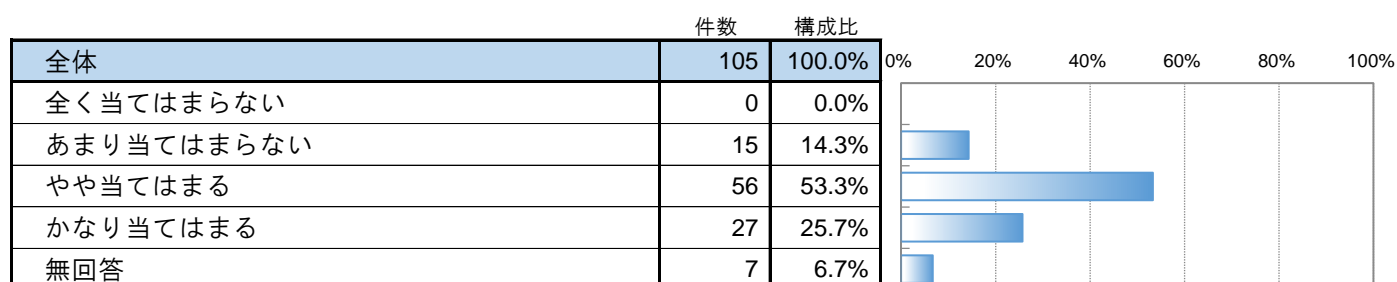 件数 構成比
全体 105 100.0% 0% 20% 40% 60% 80% 100%
全く当てはまらない 0 0.0%
あまり当てはまらない 15 14.3%
やや当てはまる 56 53.3%
かなり当てはまる 27 25.7%
無回答 7 6.7%